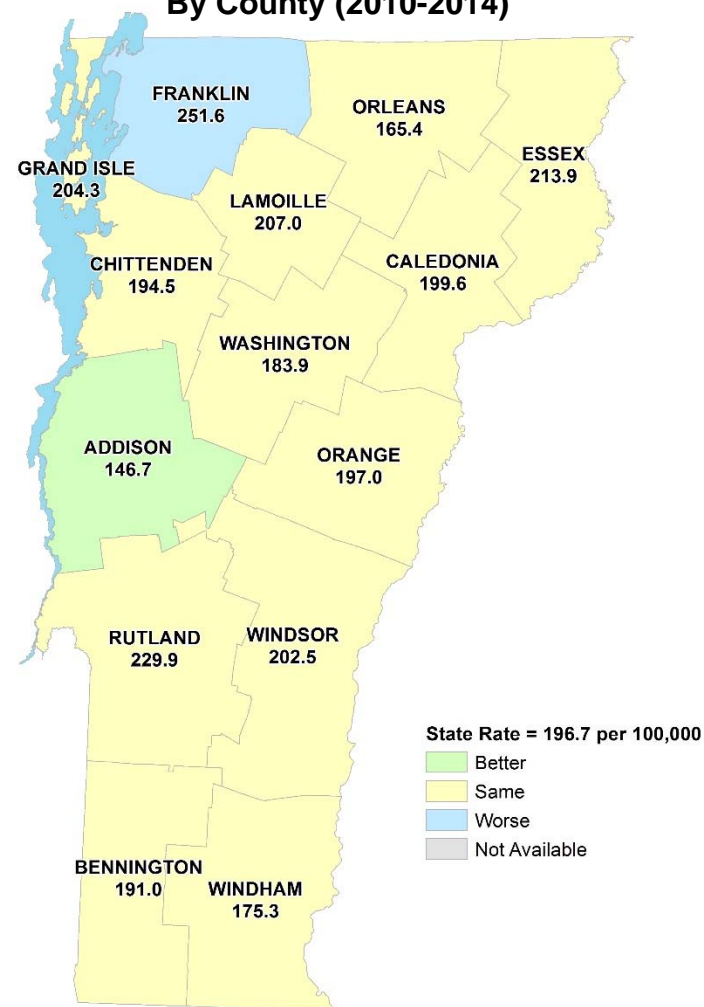 By County (2010-2014)
FRANKLIN
251.6
ORLEANS
165.4
ESSEX
213.9
GRAND ISLE
204.3
LAMOILLE
207.0
CHITTENDEN
194.5
CALEDONIA
199.6
WASHINGTON
183.9
ADDISON
146.7
ORANGE
197.0
RUTLAND
229.9
WINDSOR
202.5
State Rate = 196.7 per 100,000
Better
Same
Worse
Not Available
BENNINGTON
191.0
WINDHAM
175.3